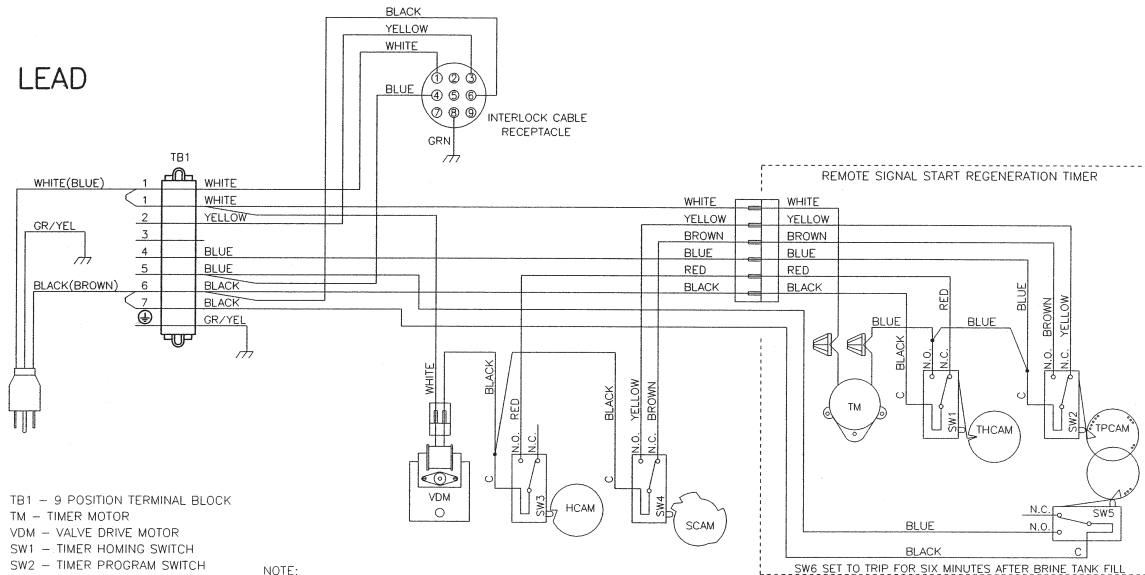 BLACK
YELLOW
WHITE
LEAD
1 2 3
BLUE
4 5 6
7 8 9
INTERLOCK CABLE
RECEPTACLE
GRN
TB1
REMOTE SIGNAL START REGENERATION TIMER
WHITE(BLUE)
1
WHITE
1
WHITE
WHITE
WHITE
2
YELLOW
YELLOW
YELLOW
GR/YEL
3
BROWN
BROWN
4
BLUE
BLUE
BLUE
5
BLUE
RED
RED
BLACK(BROWN)
6
BLACK
BLACK
BLACK
7
BLACK
GR/YEL
RED
BLUE
BROWN
YELLOW
BLUE
BLUE
BLACK
N.O.
N.C.
N.O.
N.C.
WHITE
BLACK
RED
BLACK
YELLOW
BROWN
C
C
TM
SW1
THCAM
SW2
TPCAM
N.O.
N.C.
N.O.
N.C.
C
C
VDM
SW3
HCAM
SW4
SCAM
TB1 – 9 POSITION TERMINAL BLOCK
TM – TIMER MOTOR
VDM – VALVE DRIVE MOTOR
SW1 – TIMER HOMING SWITCH
SW2 – TIMER PROGRAM SWITCH
NOTE:
N.C.
SW5
BLUE
N.O.
BLACK
C
SW6 SET TO TRIP FOR SIX MINUTES AFTER BRINE TANK FILL